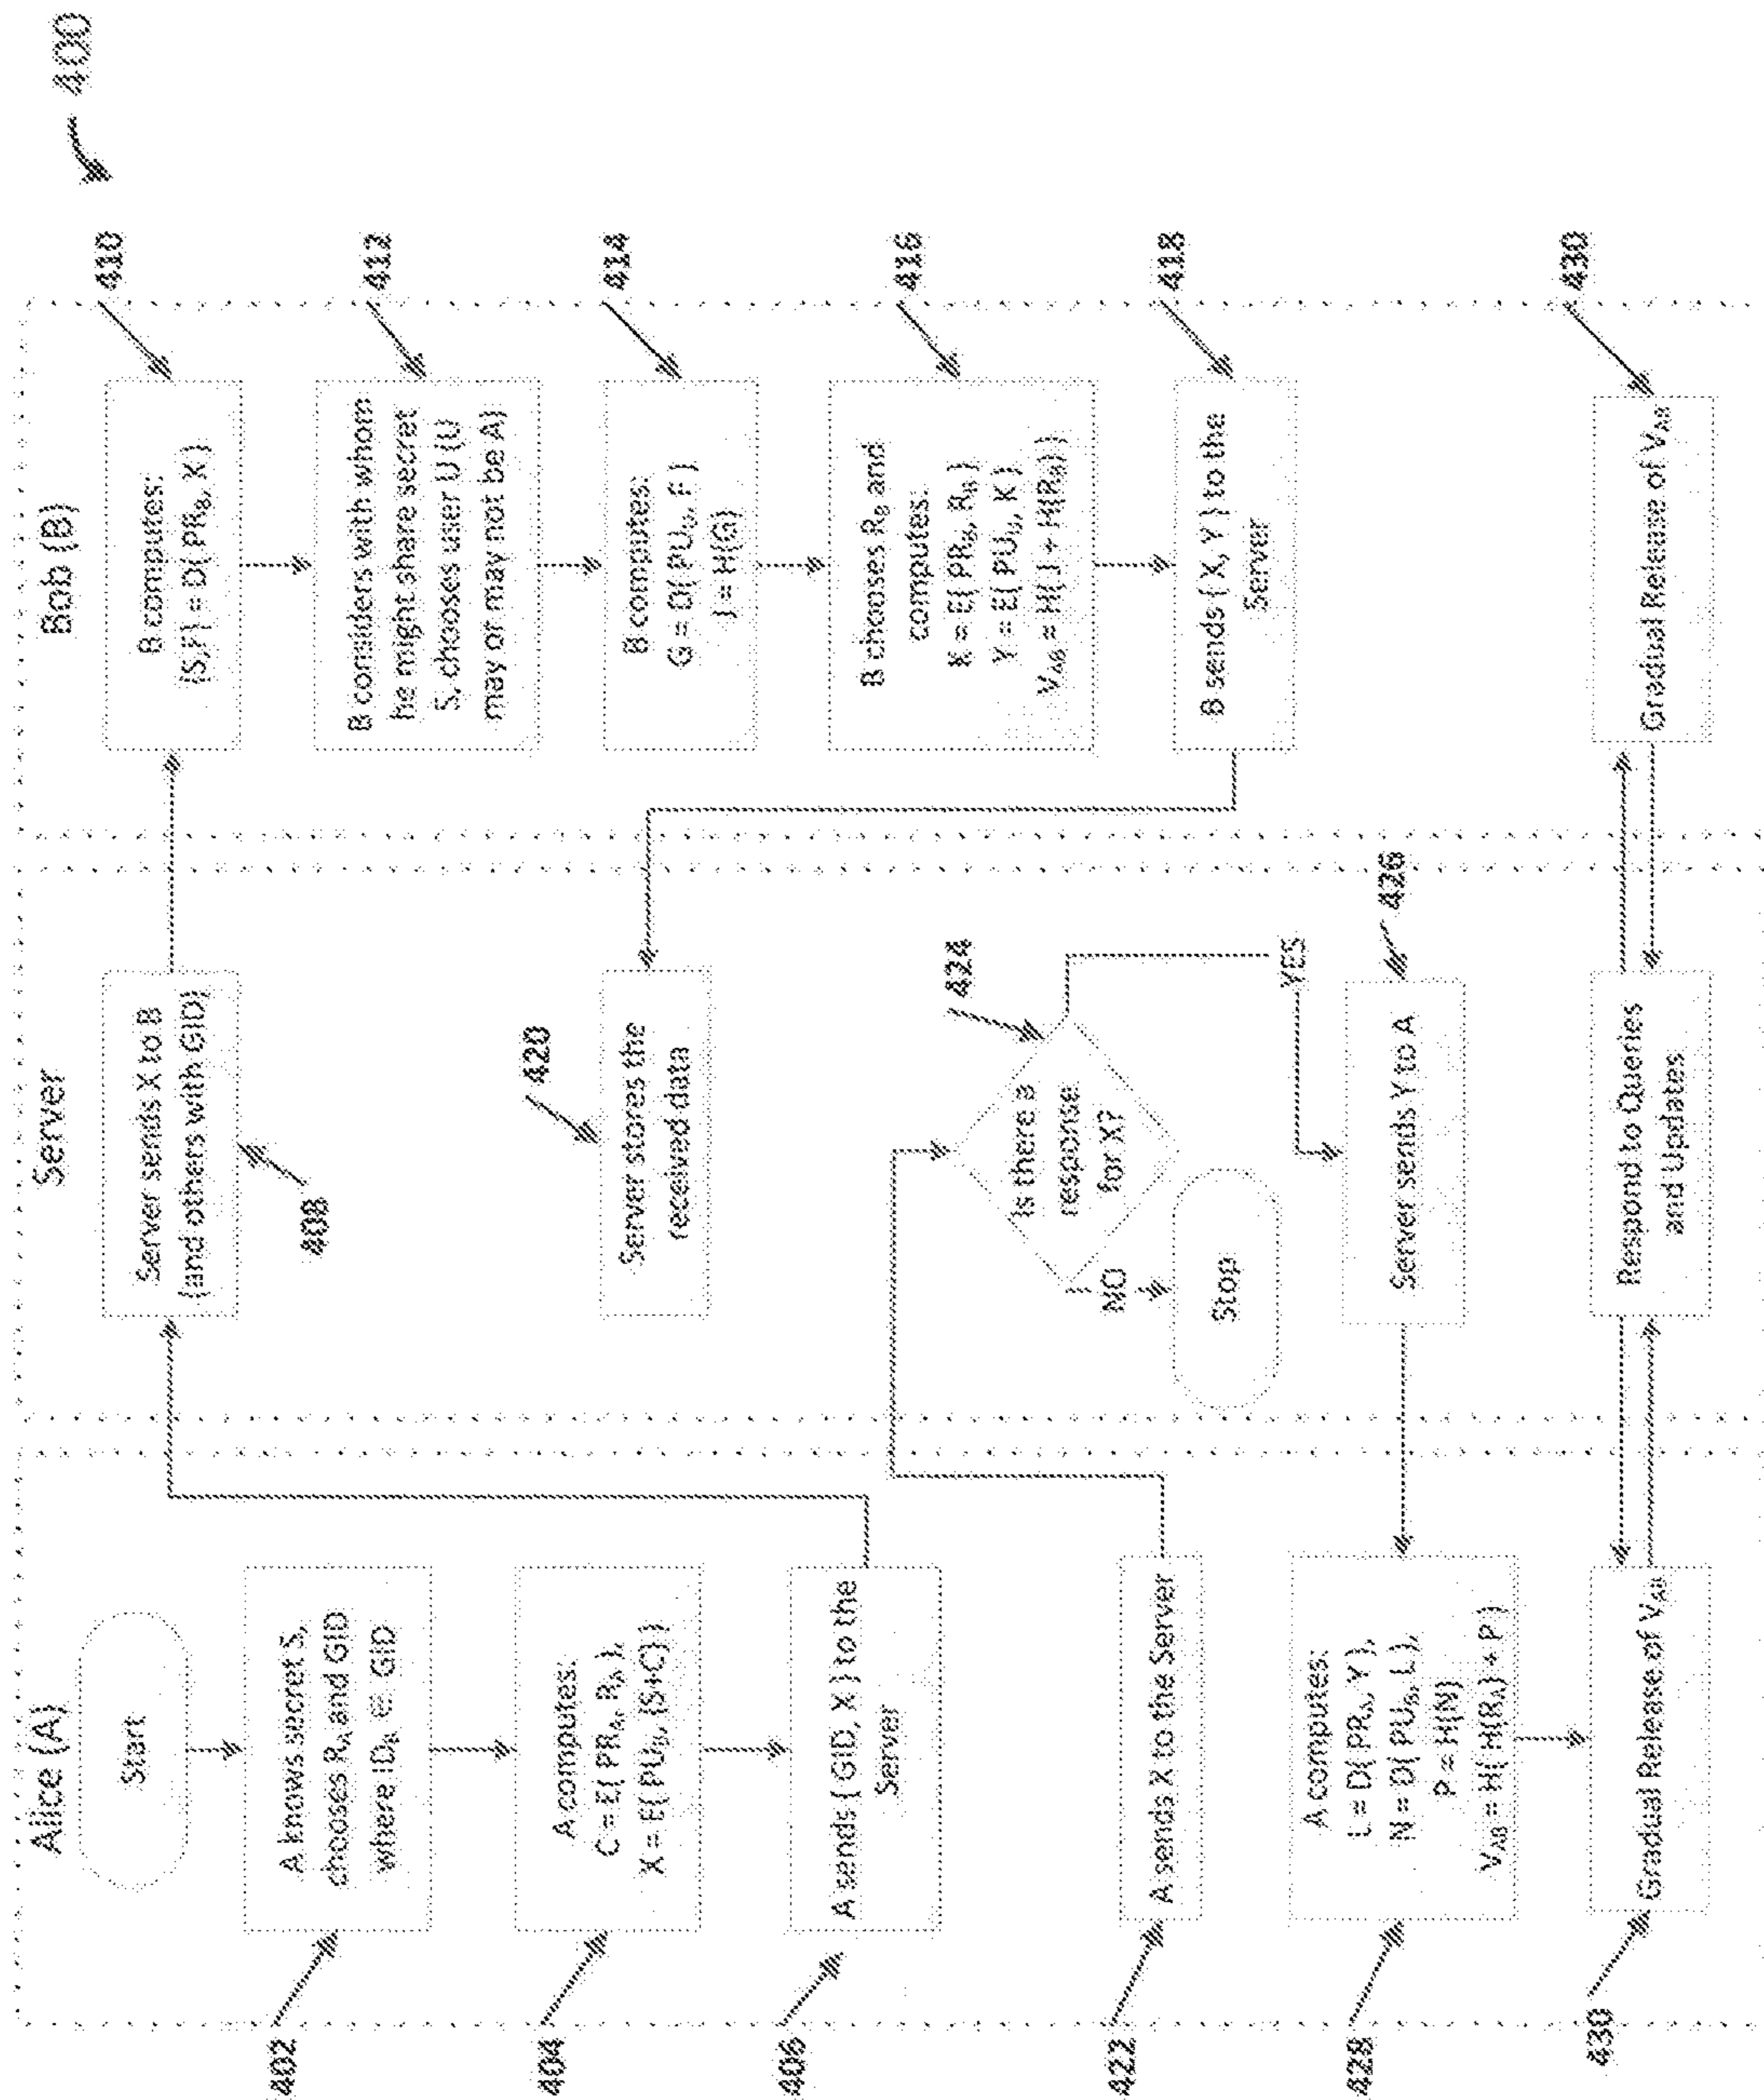 400
Alice (A)
Start
A knows secret S,
chooses R_A and GID
where ID_B ∈ GID
402
A computes:
C = E( PR_A, R_A ),
X = E( PU_B, {S+C} )
404
A sends { GID, X } to the
Server
406
A sends X to the Server
422
A computes:
L = D( PR_A, Y ),
N = D( PU_B, L ),
P = H(N)
V_AB = H( H(R_A) + P )
428
Gradual Release of V_AB
430
Server
Server sends X to B
(and others with GID)
408
Server stores the
received data
420
Is there a
response
for X?
424
NO
Stop
YES
Server sends Y to A
426
Respond to Queries
and Updates
Bob (B)
B computes:
{S,F} = D( PR_B, X )
410
B considers with whom
he might share secret
S, chooses user U (U
may or may not be A)
412
B computes:
G = D( PU_U, F )
J = H(G)
414
B chooses R_B and
computes:
K = E( PR_B, R_B )
Y = E( PU_U, K )
V_AB = H( J + H(R_B))
416
B sends { X, Y } to the
Server
418
Gradual Release of V_AB
430